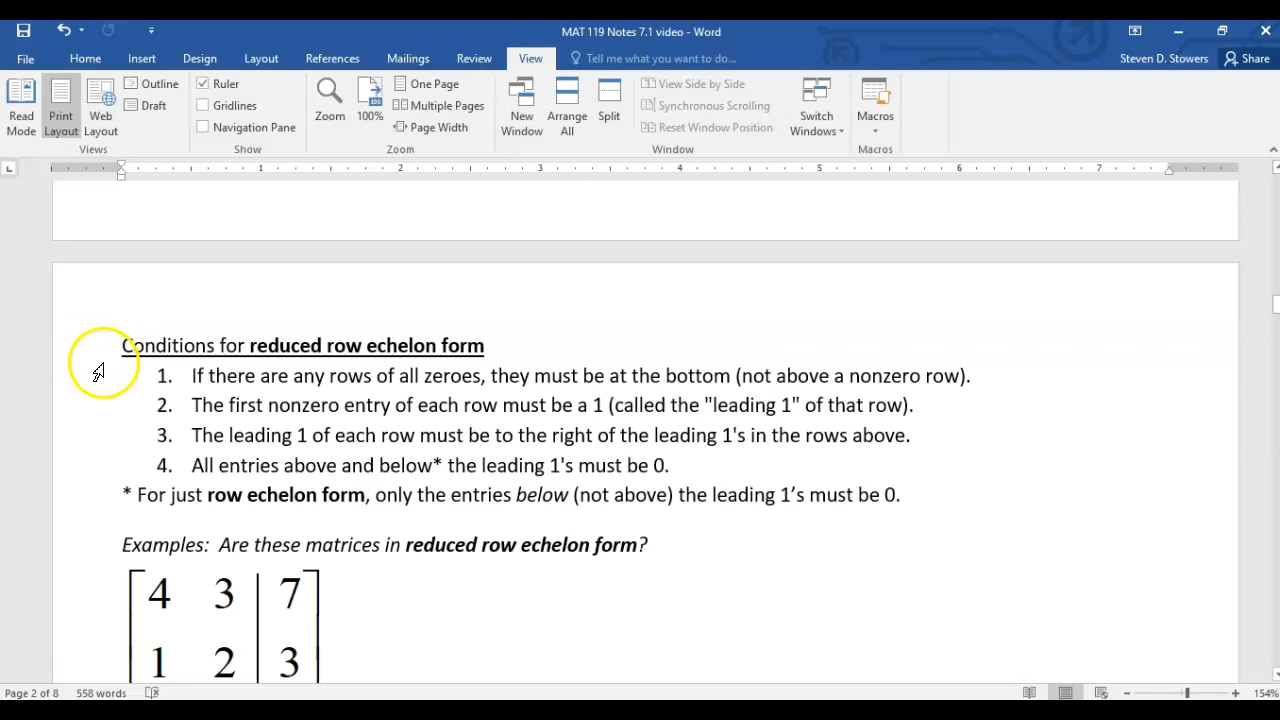 MAT 119 Notes 7.1 video - Word
File Home Insert Design Layout References Mailings Review View Tell me what you want to do... Steven D. Stowers Share
Read Mode
Print Layout
Web Layout
Outline
Draft
Views
Ruler
Gridlines
Navigation Pane
Show
Zoom
100%
One Page
Multiple Pages
Page Width
Zoom
New Window
Arrange All
Split
View Side by Side
Synchronous Scrolling
Reset Window Position
Window
Switch Windows
Macros
Macros
1 2 3 4 5 6 7
Conditions for reduced row echelon form
1. If there are any rows of all zeroes, they must be at the bottom (not above a nonzero row).
2. The first nonzero entry of each row must be a 1 (called the "leading 1" of that row).
3. The leading 1 of each row must be to the right of the leading 1's in the rows above.
4. All entries above and below* the leading 1's must be 0.
* For just row echelon form, only the entries below (not above) the leading 1’s must be 0.
Examples: Are these matrices in reduced row echelon form?
4 3 7
1 2 3
Page 2 of 8 558 words 154%